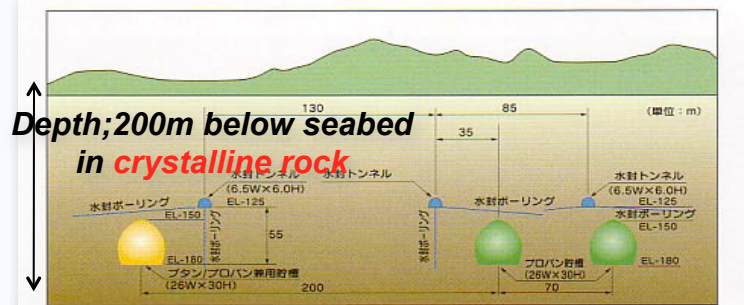 130
85
(単位：m)
35
Depth;200m below seabed
in crystalline rock
水封トンネル
(6.5W×6.0H)
EL-125
水封トンネル
水封トンネル
(6.5W×6.0H)
EL-125
水封ボーリング
水封ボーリング
水封ボーリング
EL-150
EL-150
55
水封ボーリング
水封ボーリング
EL-180
EL-180
ブタン/プロパン兼用貯槽
(26W×30H)
プロパン貯槽
(26W×30H)
200
70